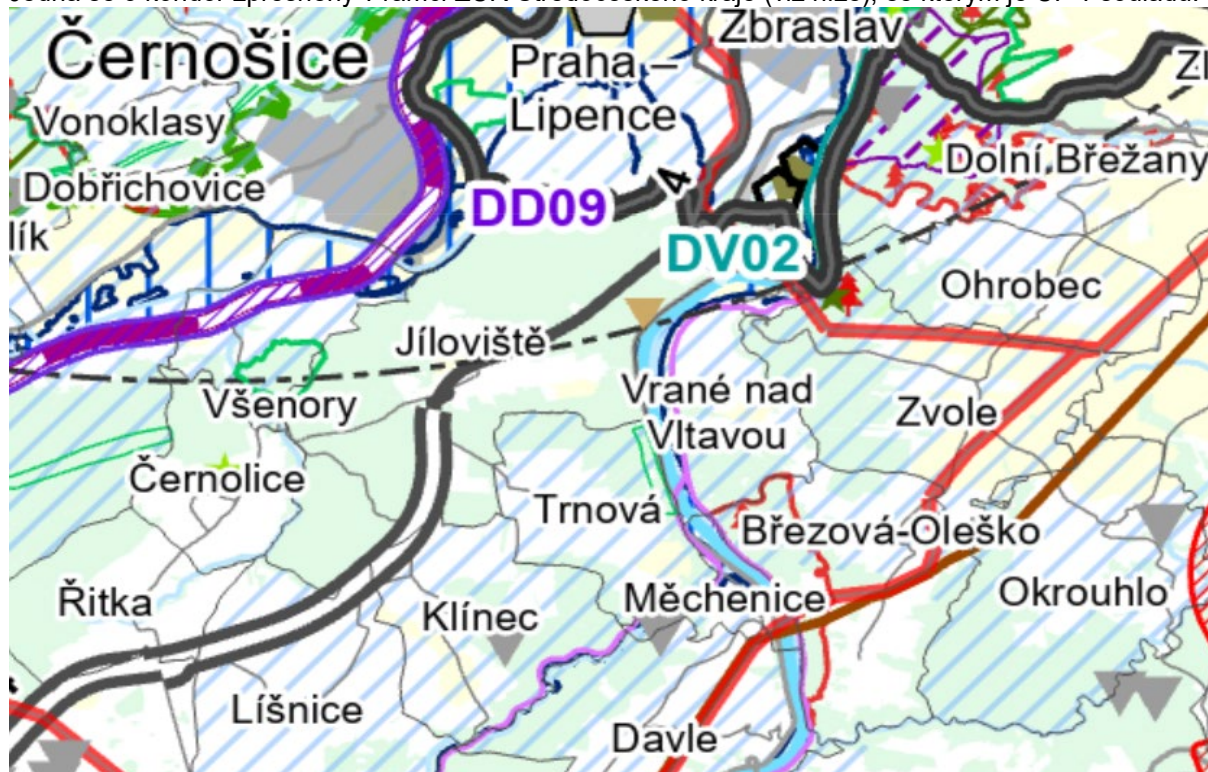 Zbraslav
Černošice
Praha –
Lipence
Vonoklasy
Dolní Břežany
Dobřichovice
lík
DD09
4
DV02
Ohrobec
Jíloviště
Všenory
Vrané nad
Vltavou
Zvole
Černolice
Trnová
Březová-Oleško
Řitka
Klínec
Měchenice
Okrouhlo
Líšnice
Davle